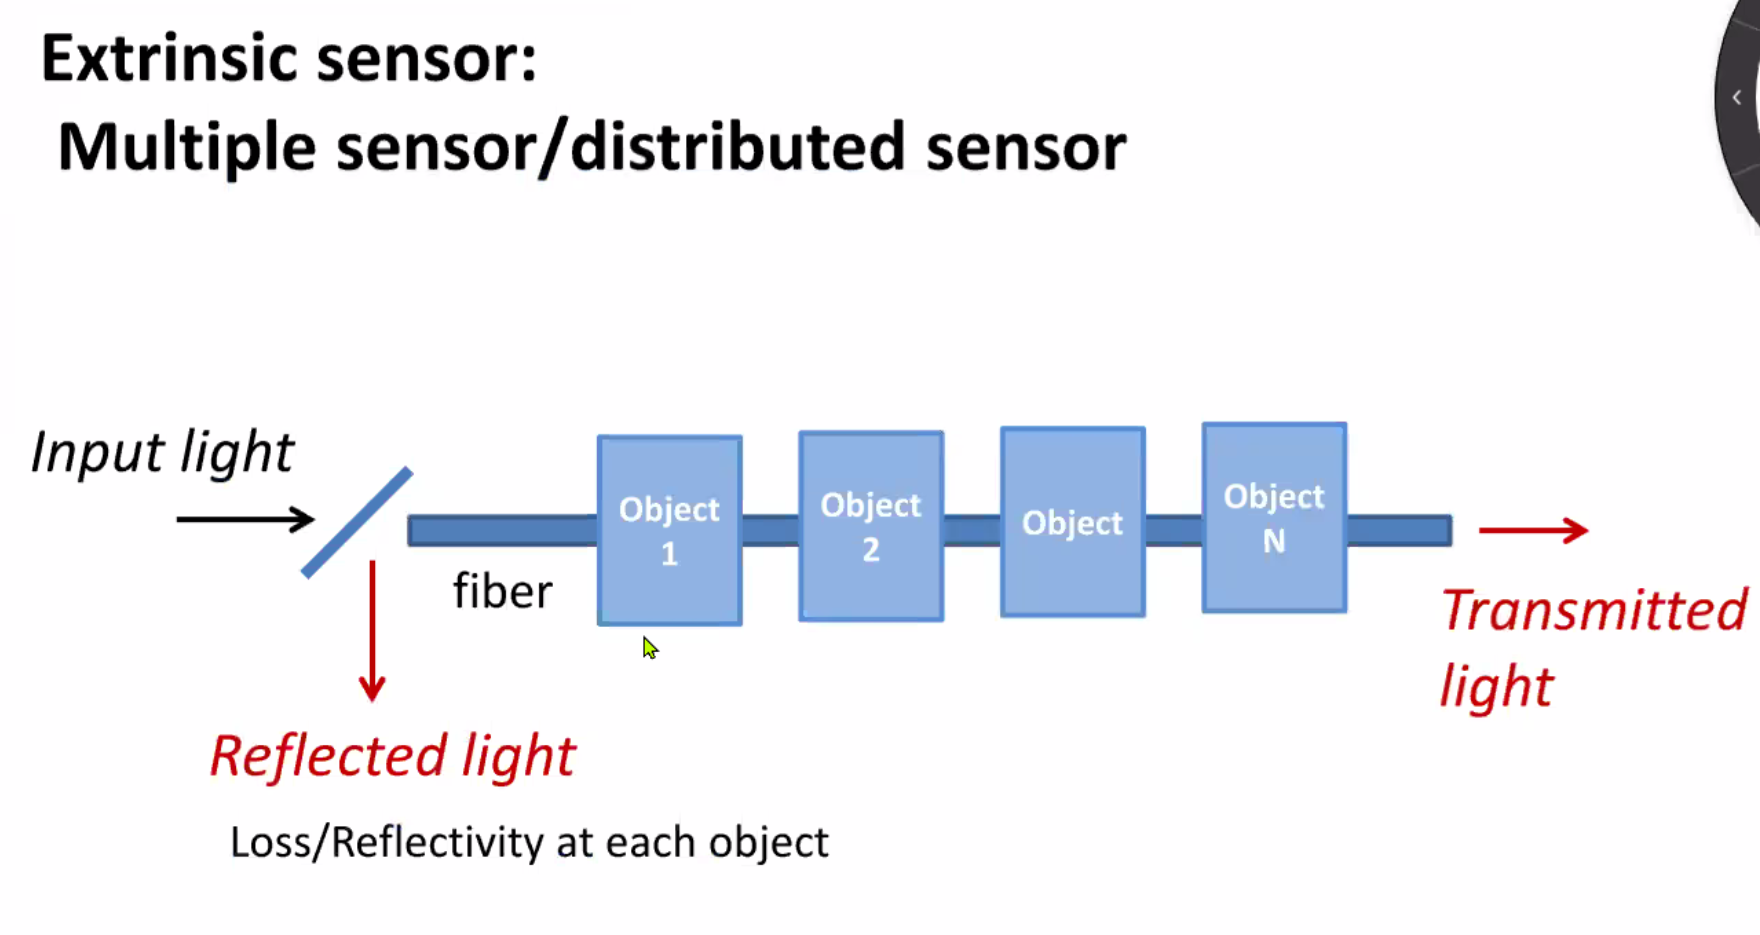 Extrinsic sensor:
Multiple sensor/distributed sensor
Input light
fiber
Object
1
Object
2
Object
Object
N
Transmitted
light
Reflected light
Loss/Reflectivity at each object